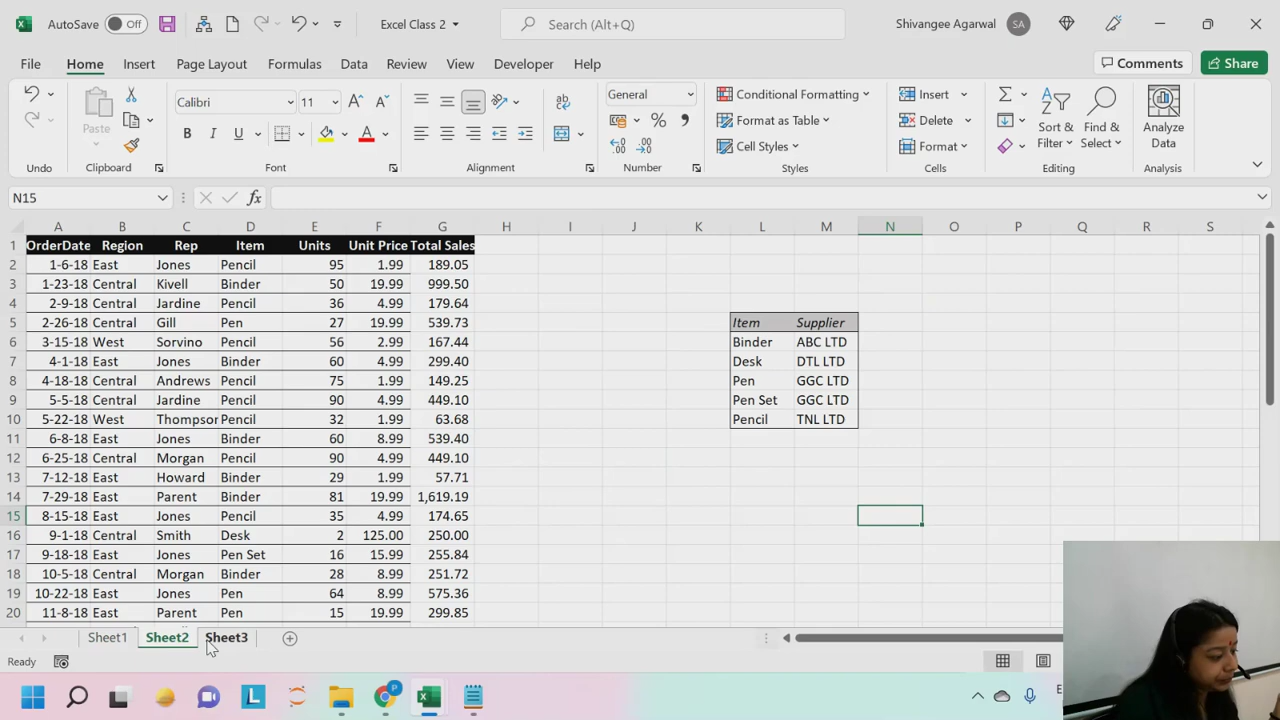 AutoSave Off Excel Class 2 Search (Alt+Q) Shivangee Agarwal SA
File Home Insert Page Layout Formulas Data Review View Developer Help Comments Share
Calibri 11 General Conditional Formatting Insert
Paste Format as Table Delete Sort & Find & Analyze
B I U A Cell Styles Format Filter Select Data
Undo Clipboard Font Alignment Number Styles Cells Editing Analysis
N15 fx
A B C D E F G H I J K L M N O P Q R S
1 OrderDate Region Rep Item Units Unit Price Total Sales
2 1-6-18 East Jones Pencil 95 1.99 189.05
3 1-23-18 Central Kivell Binder 50 19.99 999.50
4 2-9-18 Central Jardine Pencil 36 4.99 179.64
5 2-26-18 Central Gill Pen 27 19.99 539.73 Item Supplier
6 3-15-18 West Sorvino Pencil 56 2.99 167.44 Binder ABC LTD
7 4-1-18 East Jones Binder 60 4.99 299.40 Desk DTL LTD
8 4-18-18 Central Andrews Pencil 75 1.99 149.25 Pen GGC LTD
9 5-5-18 Central Jardine Pencil 90 4.99 449.10 Pen Set GGC LTD
10 5-22-18 West Thompson Pencil 32 1.99 63.68 Pencil TNL LTD
11 6-8-18 East Jones Binder 60 8.99 539.40
12 6-25-18 Central Morgan Pencil 90 4.99 449.10
13 7-12-18 East Howard Binder 29 1.99 57.71
14 7-29-18 East Parent Binder 81 19.99 1,619.19
15 8-15-18 East Jones Pencil 35 4.99 174.65
16 9-1-18 Central Smith Desk 2 125.00 250.00
17 9-18-18 East Jones Pen Set 16 15.99 255.84
18 10-5-18 Central Morgan Binder 28 8.99 251.72
19 10-22-18 East Jones Pen 64 8.99 575.36
20 11-8-18 East Parent Pen 15 19.99 299.85
Sheet1 Sheet2 Sheet3
Ready